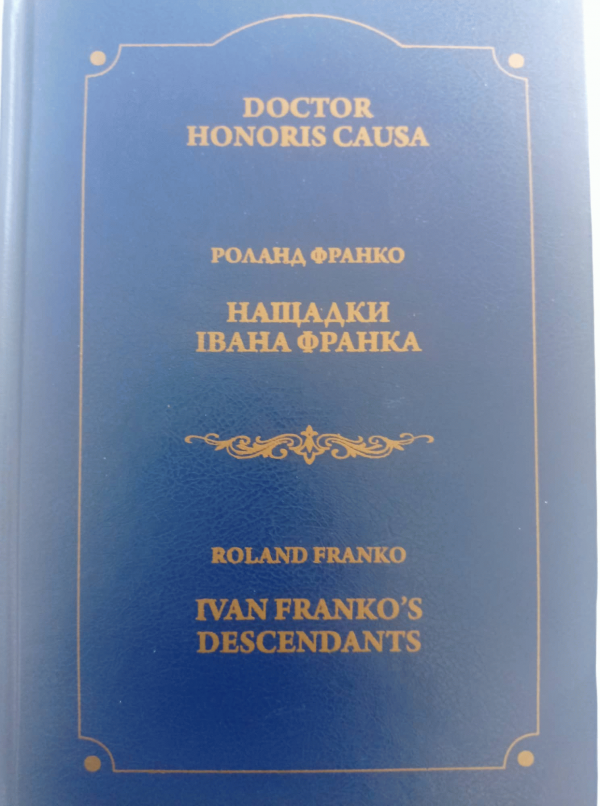 DOCTOR
HONORIS CAUSA
РОЛАНД ФРАНКО
НАЩАДКИ
ІВАНА ФРАНКА
ROLAND FRANKO
IVAN FRANKO’S
DESCENDANTS